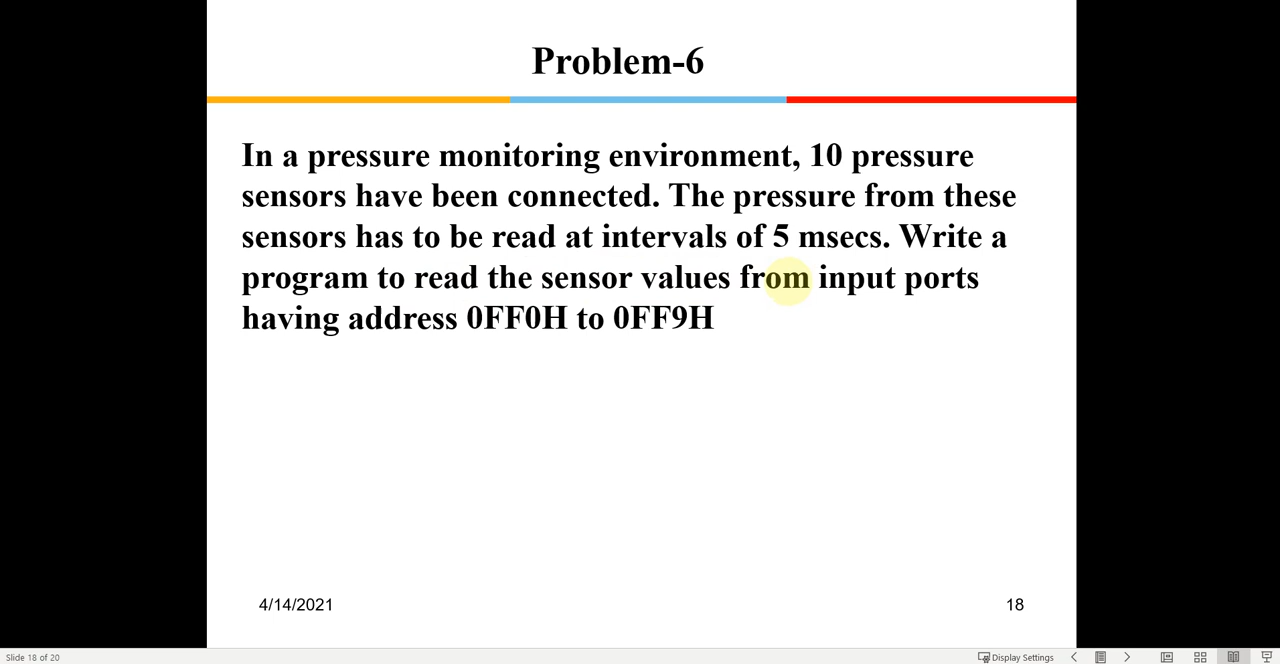 Problem-6
In a pressure monitoring environment, 10 pressure
sensors have been connected. The pressure from these
sensors has to be read at intervals of 5 msecs. Write a
program to read the sensor values from input ports
having address 0FF0H to 0FF9H
4/14/2021
18
Slide 18 of 20
Display Settings